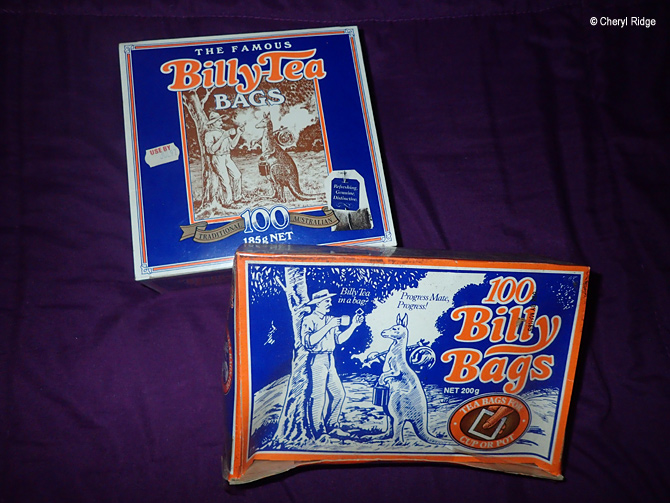 © Cheryl Ridge
THE FAMOUS
Billy-Tea
BAGS
USE BY
Refreshing.
Genuine.
Distinctive.
100
TRADITIONAL AUSTRALIAN
185g NET
Billy Tea
in a bag?
Progress Mate,
Progress!
100
Billy
Bags
NET 200g
TEA BAGS FOR
CUP OR POT